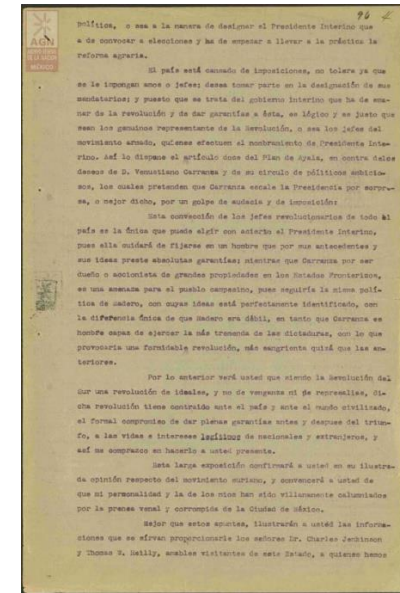 96
AGN
MÉXICO
política, o sea a la manera de designar el Presidente Interino que
a de convocar a elecciones y ha de empezar a llevar a la práctica la
reforma agraria.
El país está cansado de imposiciones, no tolera ya que
se le impongan amos o jefes; desea tomar parte en la designación de sus
mandatarios; y puesto que se trata del gobierno interino que ha de ema-
nar de la revolución y de dar garantías a ésta, es lógico y es justo que
sean los genuinos representante de la Revolución, o sea los jefes del
movimiento armado, quienes efectuen el nombramiento de Presidente Inte-
rino. Así lo dispone el artículo doce del Plan de Ayala, en contra delos
deseos de D. Venustiano Carranza y de su círculo de políticos ambicio-
sos, los cuales pretenden que Carranza escale la Presidencia por sorpre-
sa, o mejor dicho, por un golpe de audacia y de imposición:
Esta convocación de los jefes revolucionarios de todo el
país es la única que puede elgír con acierto el Presidente Interino,
pues ella cuidará de fijarse en un hombre que por sus antecedentes y
sus ideas preste absolutas garantías; mientras que Carranza por ser
dueño o accionista de grandes propiedades en los Estados Fronterizos,
es una amenaza para el pueblo campesino, pues seguiría la misma polí-
tica de Madero, con cuyas ideas está perfectamente identificado, con
la diferencia única de que Madero era débil, en tanto que Carranza es
hombre capaz de ejercer la más tremenda de las dictaduras, con lo que
provocaría una formidable revolución, más sangrienta quizá que las an-
teriores.
Por lo anterior verá usted que siendo la Revolución del
Sur una revolución de ideales, y no de venganza ni de represalias, di-
cha revolución tiene contraido ante el país y ante el mundo civilizado,
el formal compromiso de dar plenas garantías antes y despues del triun-
fo, a las vidas e intereses legítimos de nacionales y extranjeros, y
así me complazco en hacerlo a usted presente.
Esta larga exposición confirmará a usted en su ilustra-
da opinión respecto del movimiento suriano, y convencerá a usted de
que mi personalidad y la de los mios han sido villanamente calumniados
por la prensa venal y corrompida de la Ciudad de México.
Mejor que estos apuntes, ilustrarán a usted las informa-
ciones que se sirvan proporcionarle los señores Dr. Charles Jenkinson
y Thomas W. Reilly, amables visitantes de este Estado, a quienes hemos